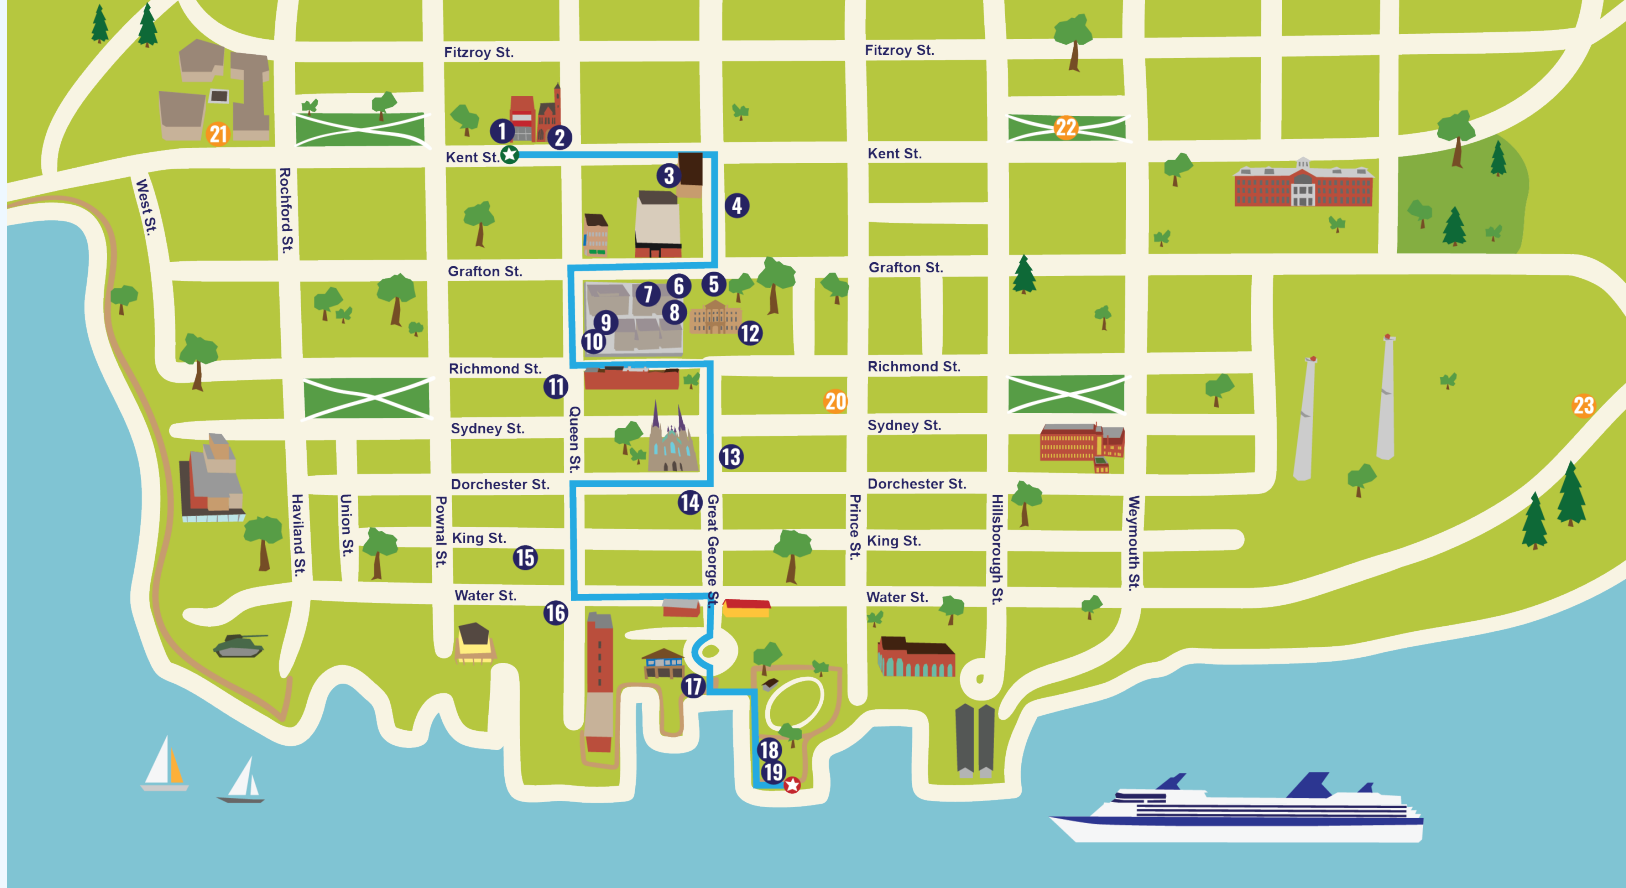 Fitzroy St.
Fitzroy St.
21
1
2
22
Kent St.
Kent St.
3
4
West St.
Rochford St.
Grafton St.
Grafton St.
5
6
7
8
9
10
12
Richmond St.
Richmond St.
11
20
23
Queen St.
Sydney St.
Sydney St.
13
Dorchester St.
Dorchester St.
14
Haviland St.
Union St.
Pownal St.
Great George St.
Prince St.
Hillsborough St.
Weymouth St.
King St.
King St.
15
Water St.
Water St.
16
17
18
19